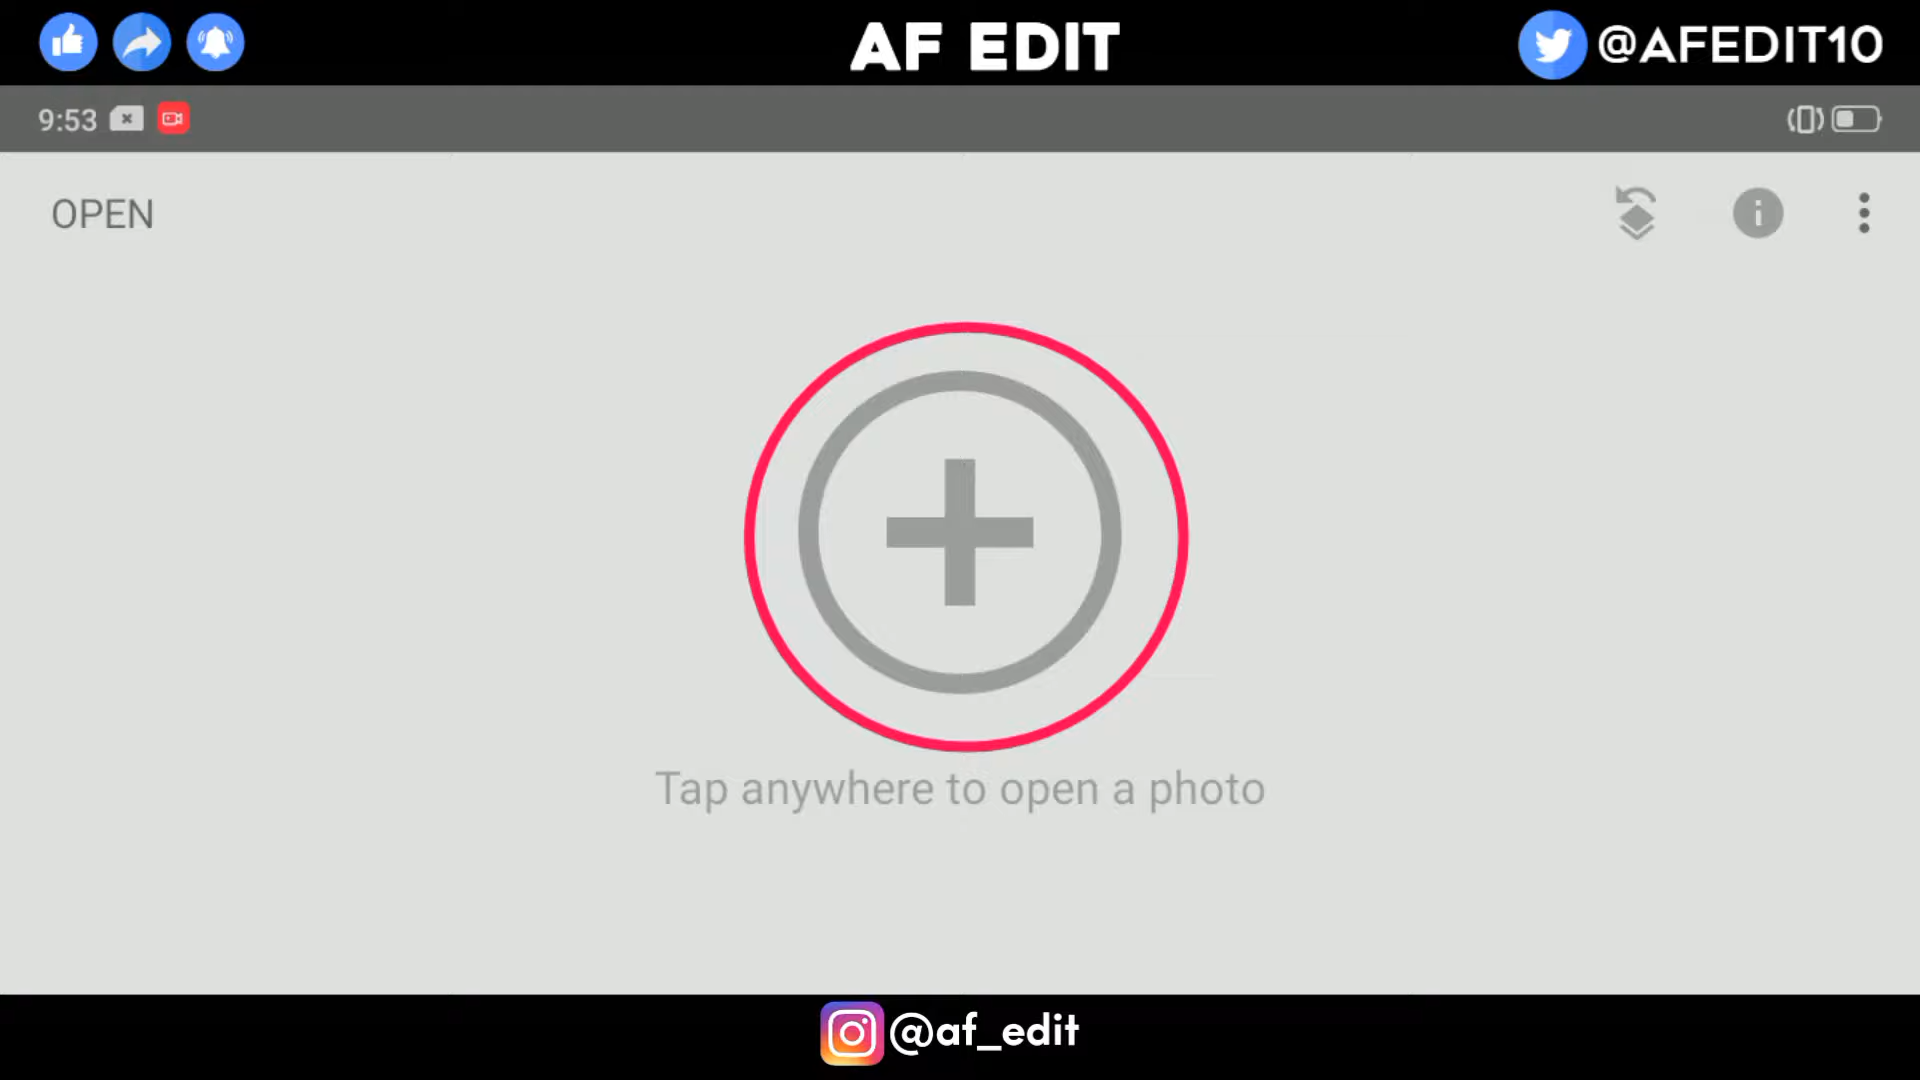 AF EDIT
@AFEDIT10
9:53
OPEN
Tap anywhere to open a photo
@af_edit